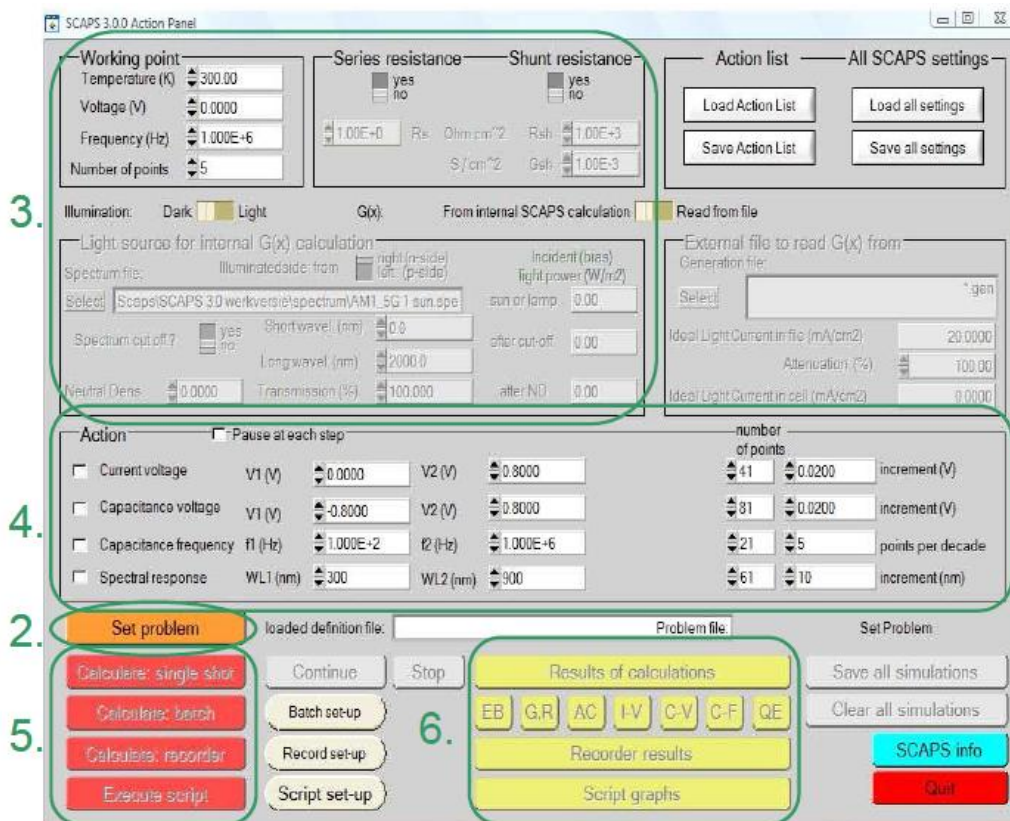 SCAPS 3.0.0 Action Panel
Working point
Temperature (K) 300.00
Voltage (V) 0.0000
Frequency (Hz) 1.000E+6
Number of points 5
Series resistance
yes
no
Shunt resistance
yes
no
1.00E+0 Rs Ohm.cm^2 Rsh 1.00E+3
S / cm^2 Gsh 1.00E-3
Action list
Load Action List
Save Action List
All SCAPS settings
Load all settings
Save all settings
3.
Illumination: Dark Light G(x): From internal SCAPS calculation Read from file
Light source for internal G(x) calculation
Spectrum file: Illuminated side: from right (n-side)
left (p-side)
Incident (bias)
light power (W/m2)
Select Scaps\SCAPS 3.0 werkversie\spectrum\AM1_5G 1 sun.spe sun or lamp 0.00
Spectrum cut off ? yes
no
Short wavel. (nm) 0.0
Long wavel. (nm) 2000.0
after cut-off 0.00
Neutral Dens. 0.0000 Transmission (%) 100.000 after ND 0.00
External file to read G(x) from
Generation file:
Select *.gen
Ideal Light Current in file (mA/cm2) 20.0000
Attenuation (%) 100.00
Ideal Light Current in cell (mA/cm2) 0.0000
4.
Action Pause at each step number
of points
Current voltage V1 (V) 0.0000 V2 (V) 0.8000 41 0.0200 increment (V)
Capacitance voltage V1 (V) -0.8000 V2 (V) 0.8000 81 0.0200 increment (V)
Capacitance frequency f1 (Hz) 1.000E+2 f2 (Hz) 1.000E+6 21 5 points per decade
Spectral response WL1 (nm) 300 WL2 (nm) 900 61 10 increment (nm)
2.
Set problem loaded definition file: Problem file: Set Problem
5.
Calculate: single shot Continue Stop Results of calculations Save all simulations
6.
Calculate: batch Batch set-up EB G,R AC I-V C-V C-F QE Clear all simulations
Calculate: recorder Record set-up Recorder results SCAPS info
Execute script Script set-up Script graphs Quit